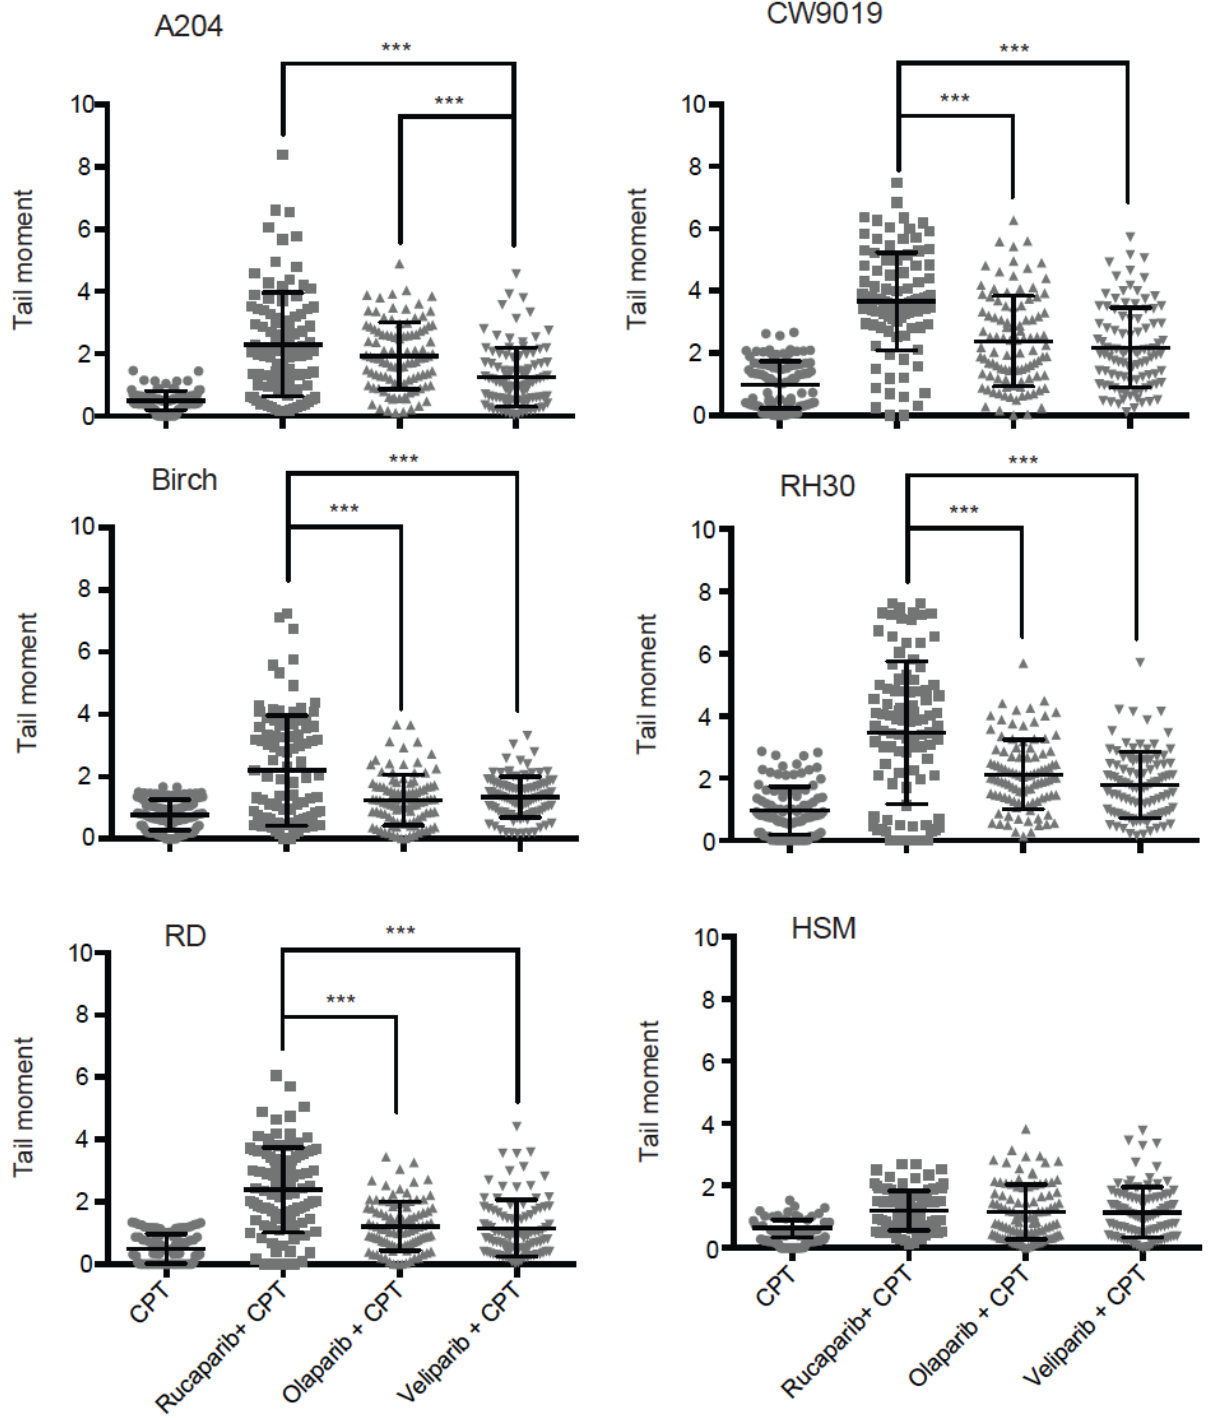 A204
***
***
10
8
6
4
2
0
Tail moment
CW9019
***
***
10
8
6
4
2
0
Tail moment
Birch
***
***
10
8
6
4
2
0
Tail moment
RH30
***
***
10
8
6
4
2
0
Tail moment
RD
***
***
10
8
6
4
2
0
Tail moment
CPT
Rucaparib+ CPT
Olaparib + CPT
Veliparib + CPT
HSM
10
8
6
4
2
0
Tail moment
CPT
Rucaparib+ CPT
Olaparib + CPT
Veliparib + CPT